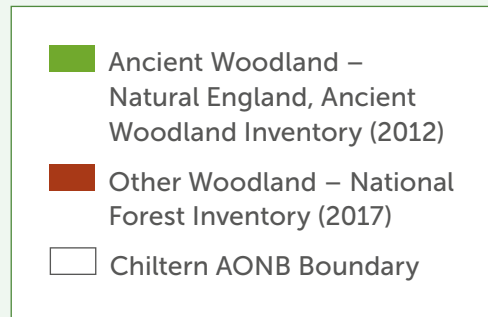 Ancient Woodland –
Natural England, Ancient
Woodland Inventory (2012)
Other Woodland – National
Forest Inventory (2017)
Chiltern AONB Boundary